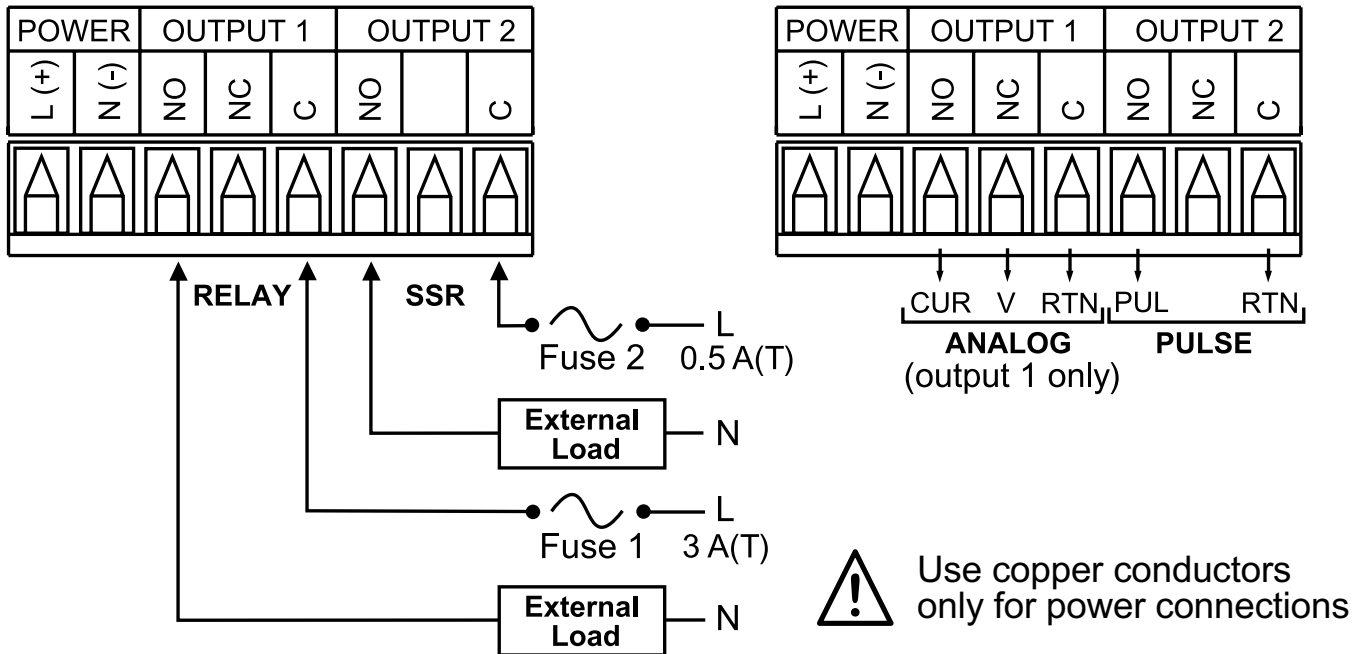 POWER OUTPUT 1 OUTPUT 2
L (+) N (-) NO NC C NO C
RELAY SSR
L
Fuse 2 0.5 A(T)
External
Load
N
L
Fuse 1 3 A(T)
External
Load
N
POWER OUTPUT 1 OUTPUT 2
L (+) N (-) NO NC C NO NC C
CUR V RTN PUL RTN
ANALOG PULSE
(output 1 only)
!
Use copper conductors
only for power connections